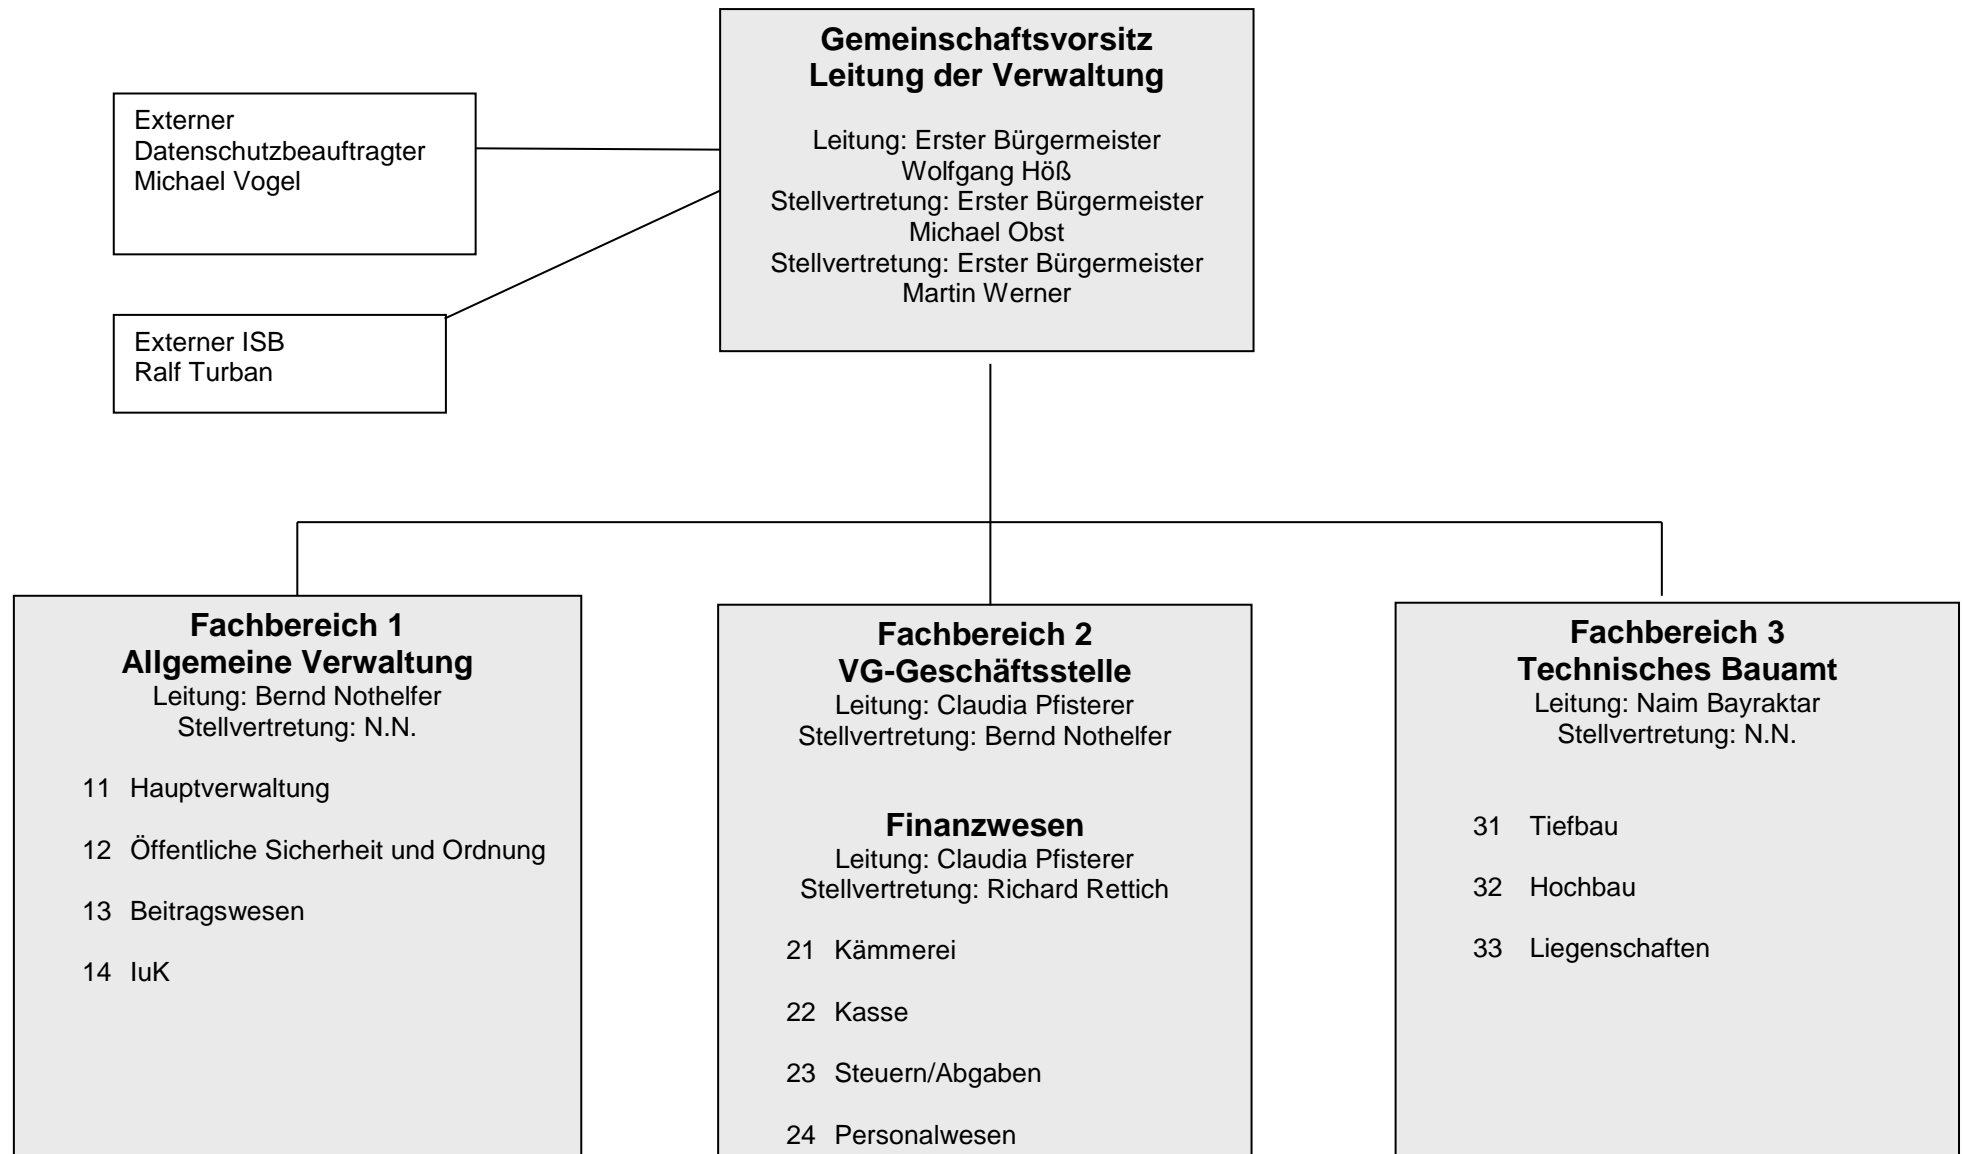 Gemeinschaftsvorsitz
Leitung der Verwaltung
Leitung: Erster Bürgermeister
Wolfgang Höß
Stellvertretung: Erster Bürgermeister
Michael Obst
Stellvertretung: Erster Bürgermeister
Martin Werner
Externer
Datenschutzbeauftragter
Michael Vogel
Externer ISB
Ralf Turban
Fachbereich 1
Allgemeine Verwaltung
Leitung: Bernd Nothelfer
Stellvertretung: N.N.
11 Hauptverwaltung
12 Öffentliche Sicherheit und Ordnung
13 Beitragswesen
14 IuK
Fachbereich 2
VG-Geschäftsstelle
Leitung: Claudia Pfisterer
Stellvertretung: Bernd Nothelfer
Finanzwesen
Leitung: Claudia Pfisterer
Stellvertretung: Richard Rettich
21 Kämmerei
22 Kasse
23 Steuern/Abgaben
24 Personalwesen
Fachbereich 3
Technisches Bauamt
Leitung: Naim Bayraktar
Stellvertretung: N.N.
31 Tiefbau
32 Hochbau
33 Liegenschaften